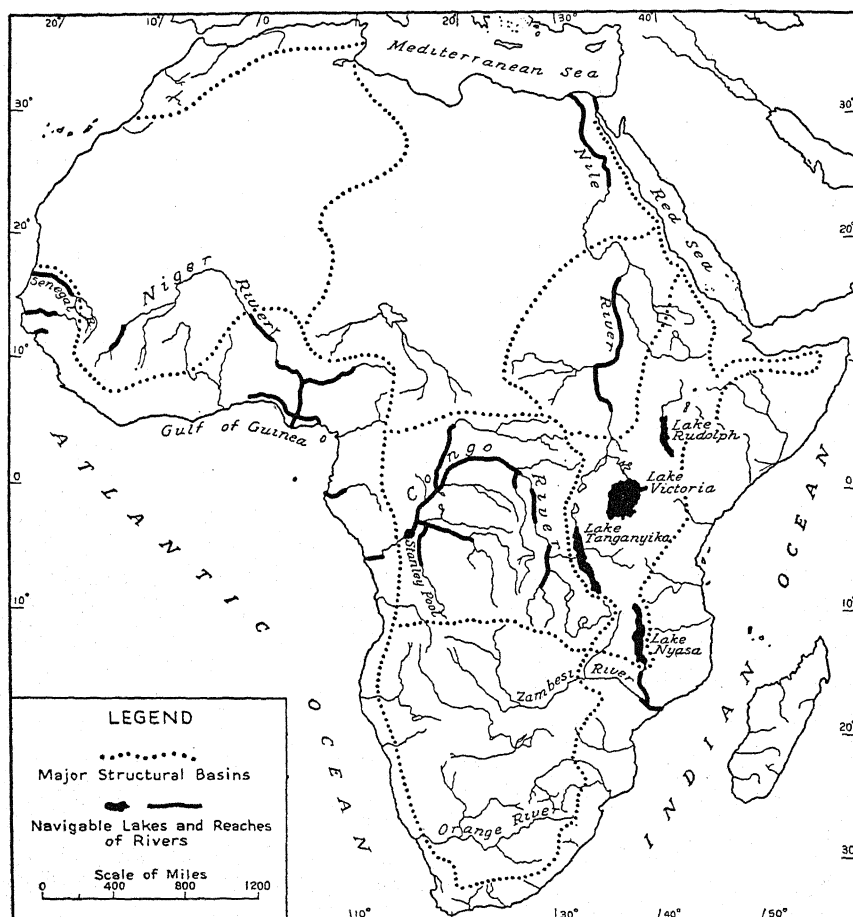 20° 10° 0° 20° 30° 40°
Mediterranean Sea
30° 30°
Nile
Red Sea
20° 20°
Niger River
Senegal R.
River
10° 10°
Gulf of Guinea
Lake Rudolph
Lake Victoria
Congo River
0° 0°
Lake Tanganyika
Stanley Pool
ATLANTIC OCEAN
INDIAN OCEAN
10° 10°
Lake Nyasa
Zambesi River
20°
Orange River
30°
10° 30° 40° 50°
LEGEND
Major Structural Basins
Navigable Lakes and Reaches
of Rivers
Scale of Miles
0 400 800 1200